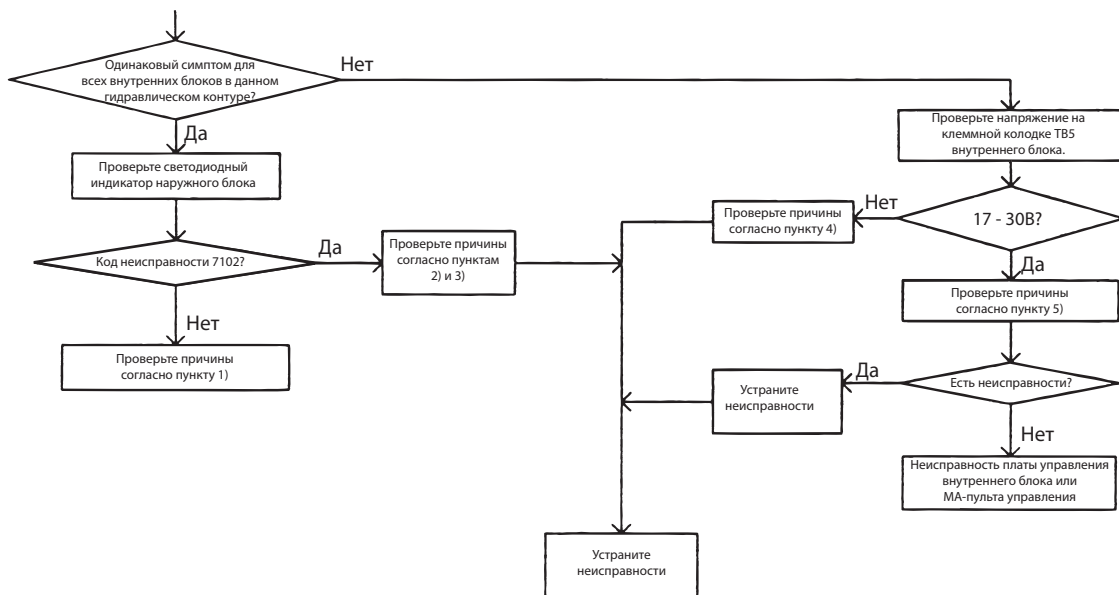 Одинаковый симптом для
всех внутренних блоков в данном
гидравлическом контуре?
Нет
Да
Проверьте напряжение на
клеммной колодке ТВ5
внутреннего блока.
Проверьте светодиодный
индикатор наружного блока
17 - 30В?
Нет
Да
Проверьте причины
согласно пункту 4)
Код неисправности 7102?
Да
Нет
Проверьте причины
согласно пунктам
2) и 3)
Проверьте причины
согласно пункту 5)
Проверьте причины
согласно пункту 1)
Есть неисправности?
Да
Нет
Устраните
неисправности
Неисправность платы управления
внутреннего блока или
МА-пульта управления
Устраните
неисправности